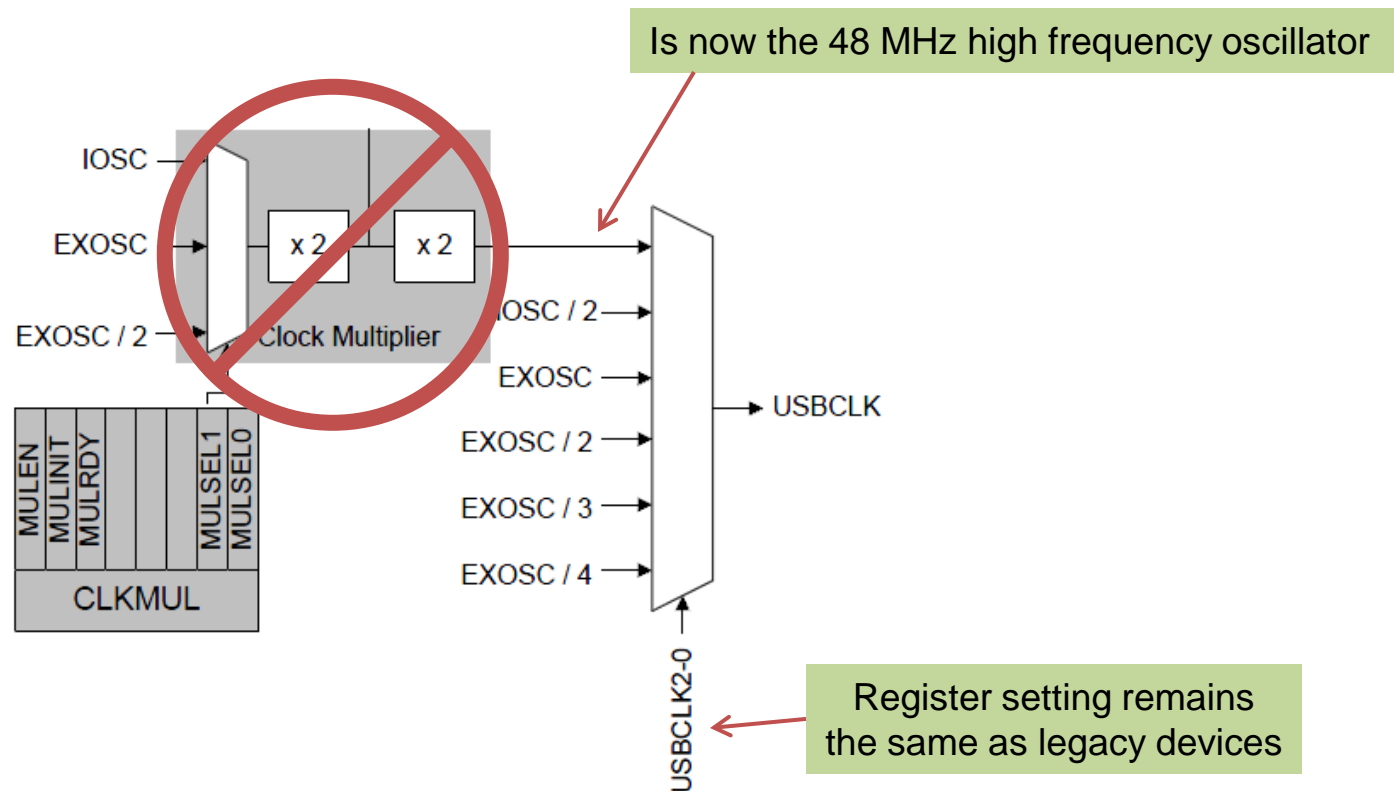 Is now the 48 MHz high frequency oscillator
IOSC
EXOSC
EXOSC / 2
x 2
x 2
Clock Multiplier
MULEN
MULINIT
MULRDY
MULSEL1
MULSEL0
CLKMUL
IOSC / 2
EXOSC
EXOSC / 2
EXOSC / 3
EXOSC / 4
USBCLK
USBCLK2-0
Register setting remains
the same as legacy devices